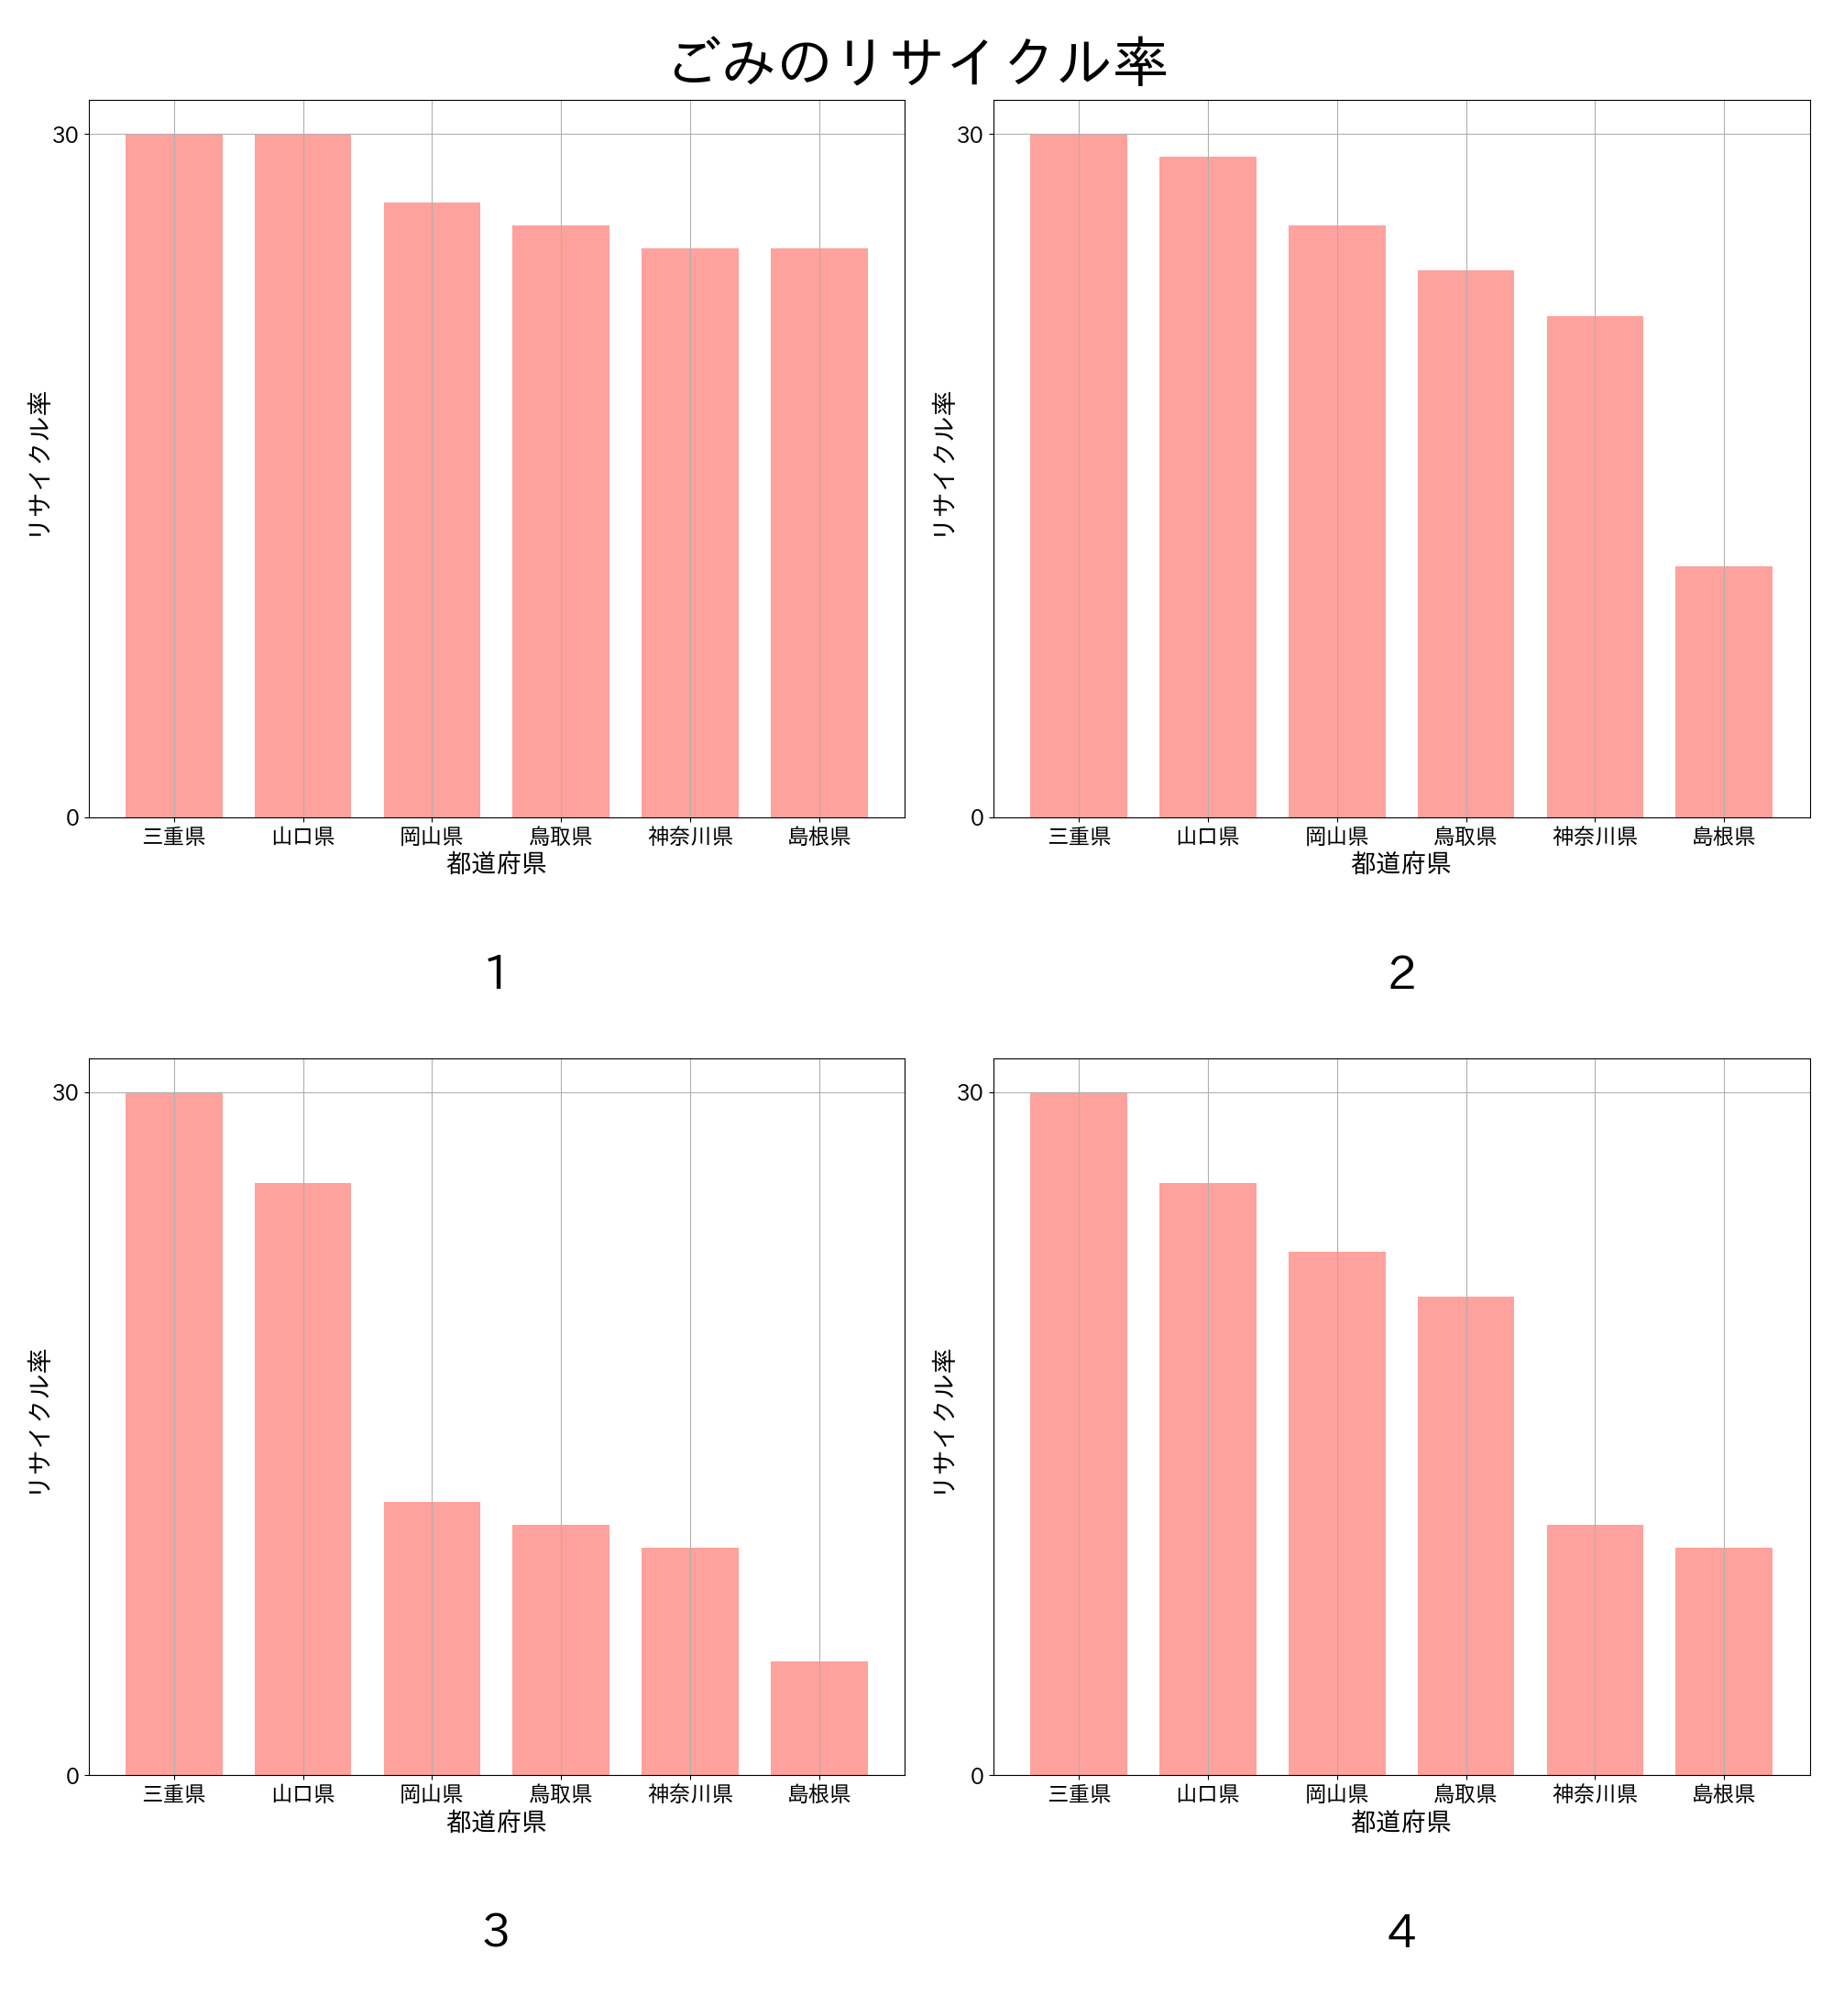 ごみのリサイクル率
30
0
リサイクル率
三重県 山口県 岡山県 鳥取県 神奈川県 島根県
都道府県
1
30
0
リサイクル率
三重県 山口県 岡山県 鳥取県 神奈川県 島根県
都道府県
2
30
0
リサイクル率
三重県 山口県 岡山県 鳥取県 神奈川県 島根県
都道府県
3
30
0
リサイクル率
三重県 山口県 岡山県 鳥取県 神奈川県 島根県
都道府県
4